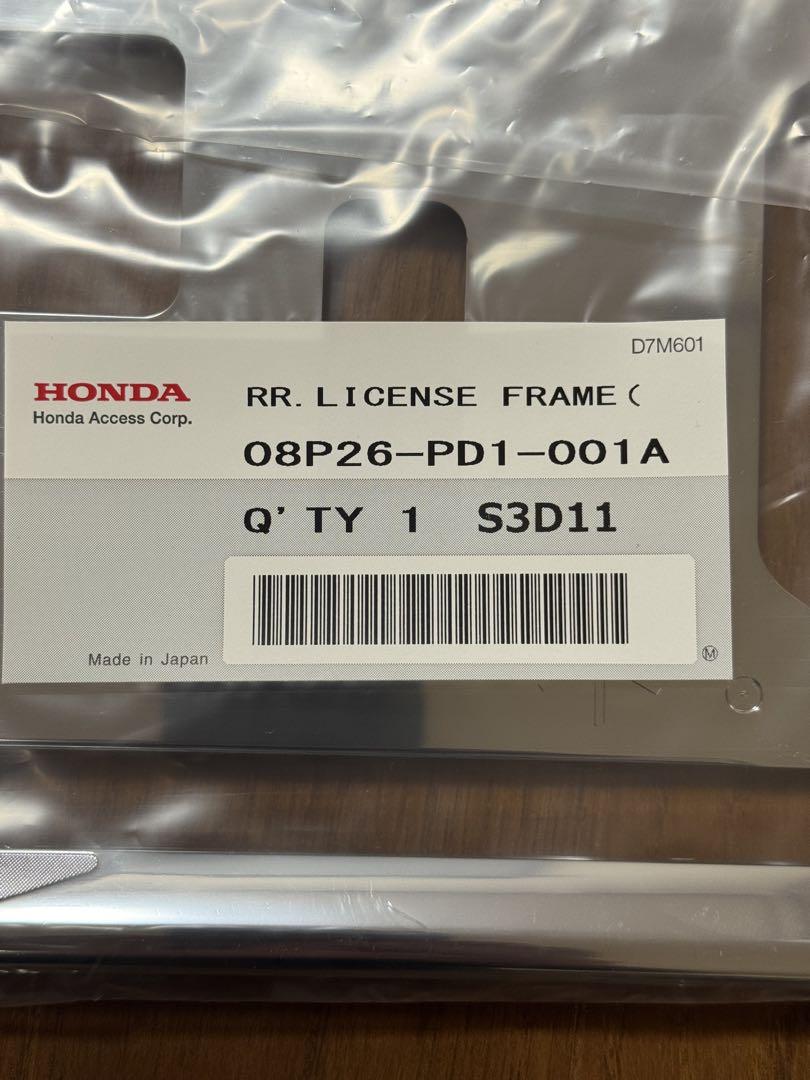 D7M601
HONDA
Honda Access Corp.
RR. LICENSE FRAME(
08P26-PD1-001A
Q'TY 1 S3D11
Made in Japan
M